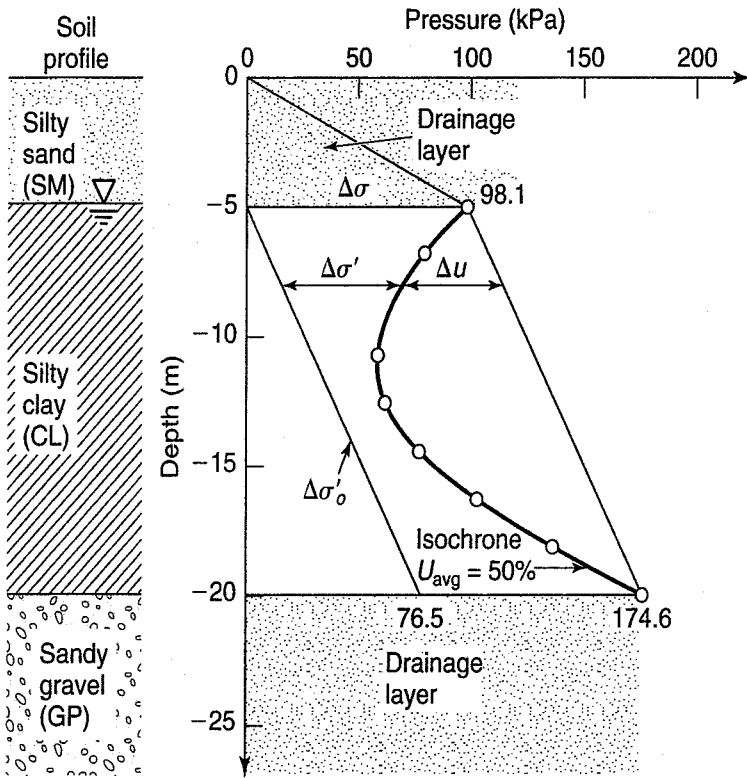 Soil
profile
Pressure (kPa)
0 50 100 150 200
0
Silty
sand
(SM)
Drainage
layer
Δσ
98.1
−5
Δσ′ Δu
−10
Silty
clay
(CL)
Depth (m)
−15
Δσ′o
Isochrone
Uavg = 50%
−20
76.5 174.6
Sandy
gravel
(GP)
Drainage
layer
−25